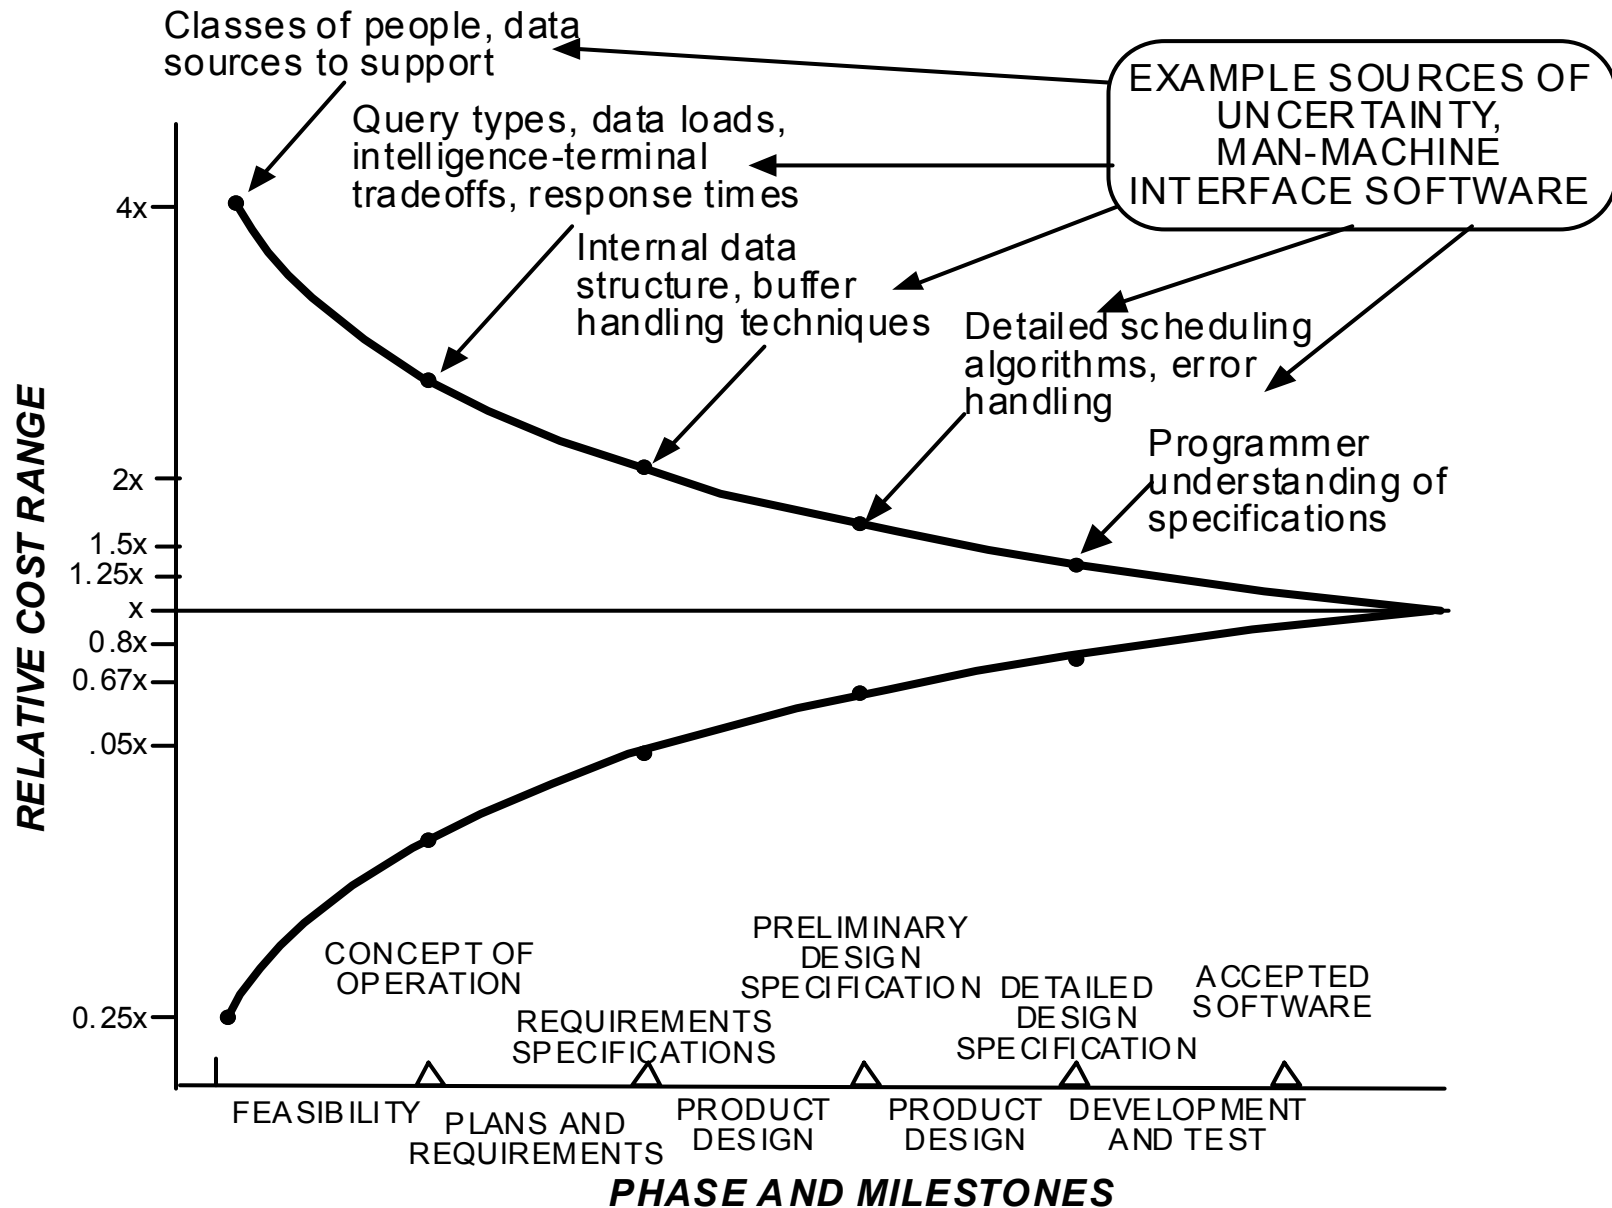 Classes of people, data
sources to support
EXAMPLE SOURCES OF
UNCERTAINTY,
MAN-MACHINE
INTERFACE SOFTWARE
Query types, data loads,
intelligence-terminal
tradeoffs, response times
Internal data
structure, buffer
handling techniques
Detailed scheduling
algorithms, error
handling
Programmer
understanding of
specifications
RELATIVE COST RANGE
4x
2x
1.5x
1.25x
x
0.8x
0.67x
.05x
0.25x
CONCEPT OF
OPERATION
REQUIREMENTS
SPECIFICATIONS
PRELIMINARY
DESIGN
SPECIFICATION
DETAILED
DESIGN
SPECIFICATION
ACCEPTED
SOFTWARE
FEASIBILITY
PLANS AND
REQUIREMENTS
PRODUCT
DESIGN
PRODUCT
DESIGN
DEVELOPMENT
AND TEST
PHASE AND MILESTONES